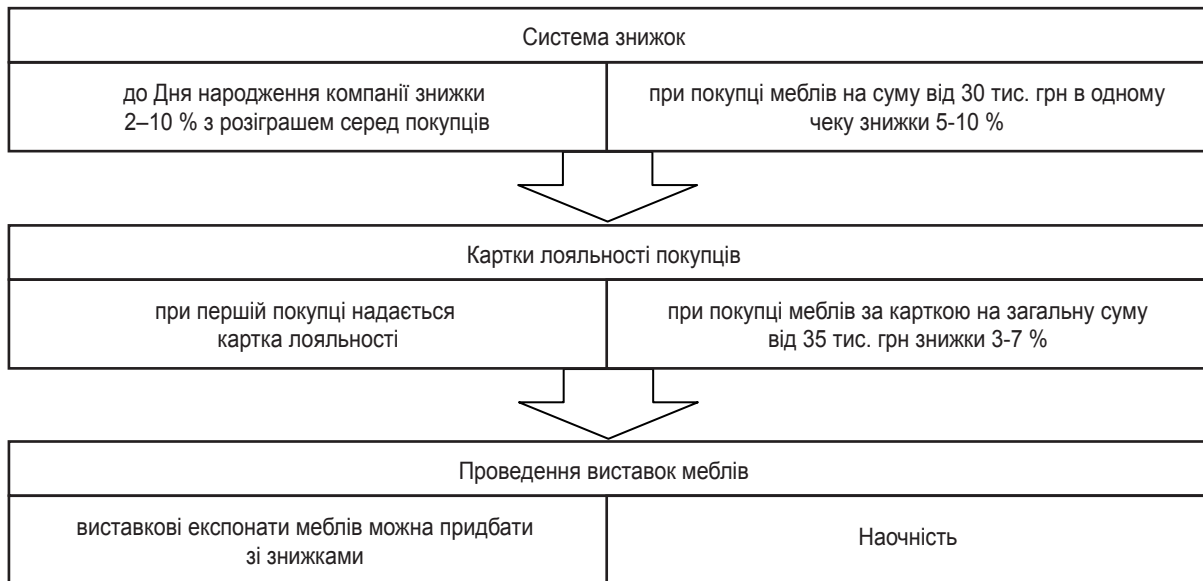 Система знижок
до Дня народження компанії знижки
2–10 % з розіграшем серед покупців
при покупці меблів на суму від 30 тис. грн в одному
чеку знижки 5-10 %
Картки лояльності покупців
при першій покупці надається
картка лояльності
при покупці меблів за карткою на загальну суму
від 35 тис. грн знижки 3-7 %
Проведення виставок меблів
виставкові експонати меблів можна придбати
зі знижками
Наочність